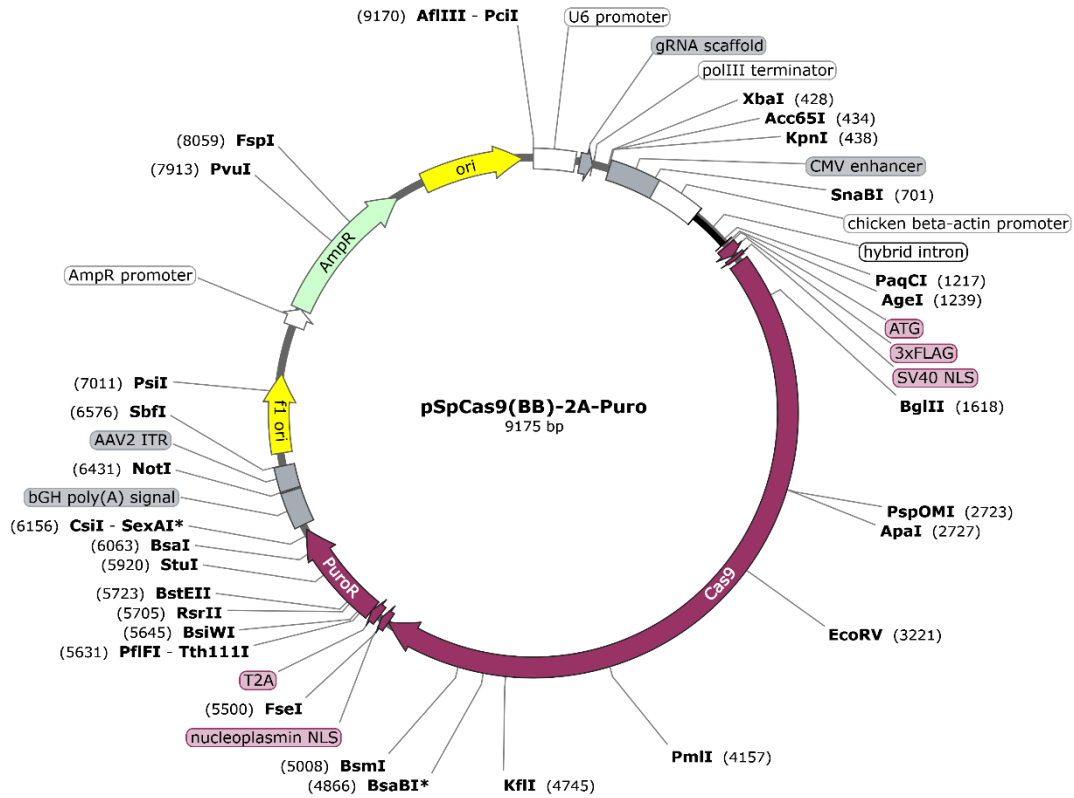 (9170) AflIII - PciI
U6 promoter
gRNA scaffold
polIII terminator
XbaI (428)
Acc65I (434)
KpnI (438)
CMV enhancer
SnaBI (701)
chicken beta-actin promoter
hybrid intron
PaqCI (1217)
AgeI (1239)
ATG
3xFLAG
SV40 NLS
BglII (1618)
PspOMI (2723)
ApaI (2727)
Cas9
EcoRV (3221)
PmlI (4157)
KflI (4745)
(4866) BsaBI*
(5008) BsmI
nucleoplasmin NLS
(5500) FseI
T2A
(5631) PflFI - Tth111I
(5645) BsiWI
(5705) RsrII
(5723) BstEII
PuroR
(5920) StuI
(6063) BsaI
(6156) CsiI - SexAI*
bGH poly(A) signal
(6431) NotI
AAV2 ITR
(6576) SbfI
(7011) PsiI
f1 ori
AmpR promoter
AmpR
(7913) PvuI
(8059) FspI
ori
pSpCas9(BB)-2A-Puro
9175 bp